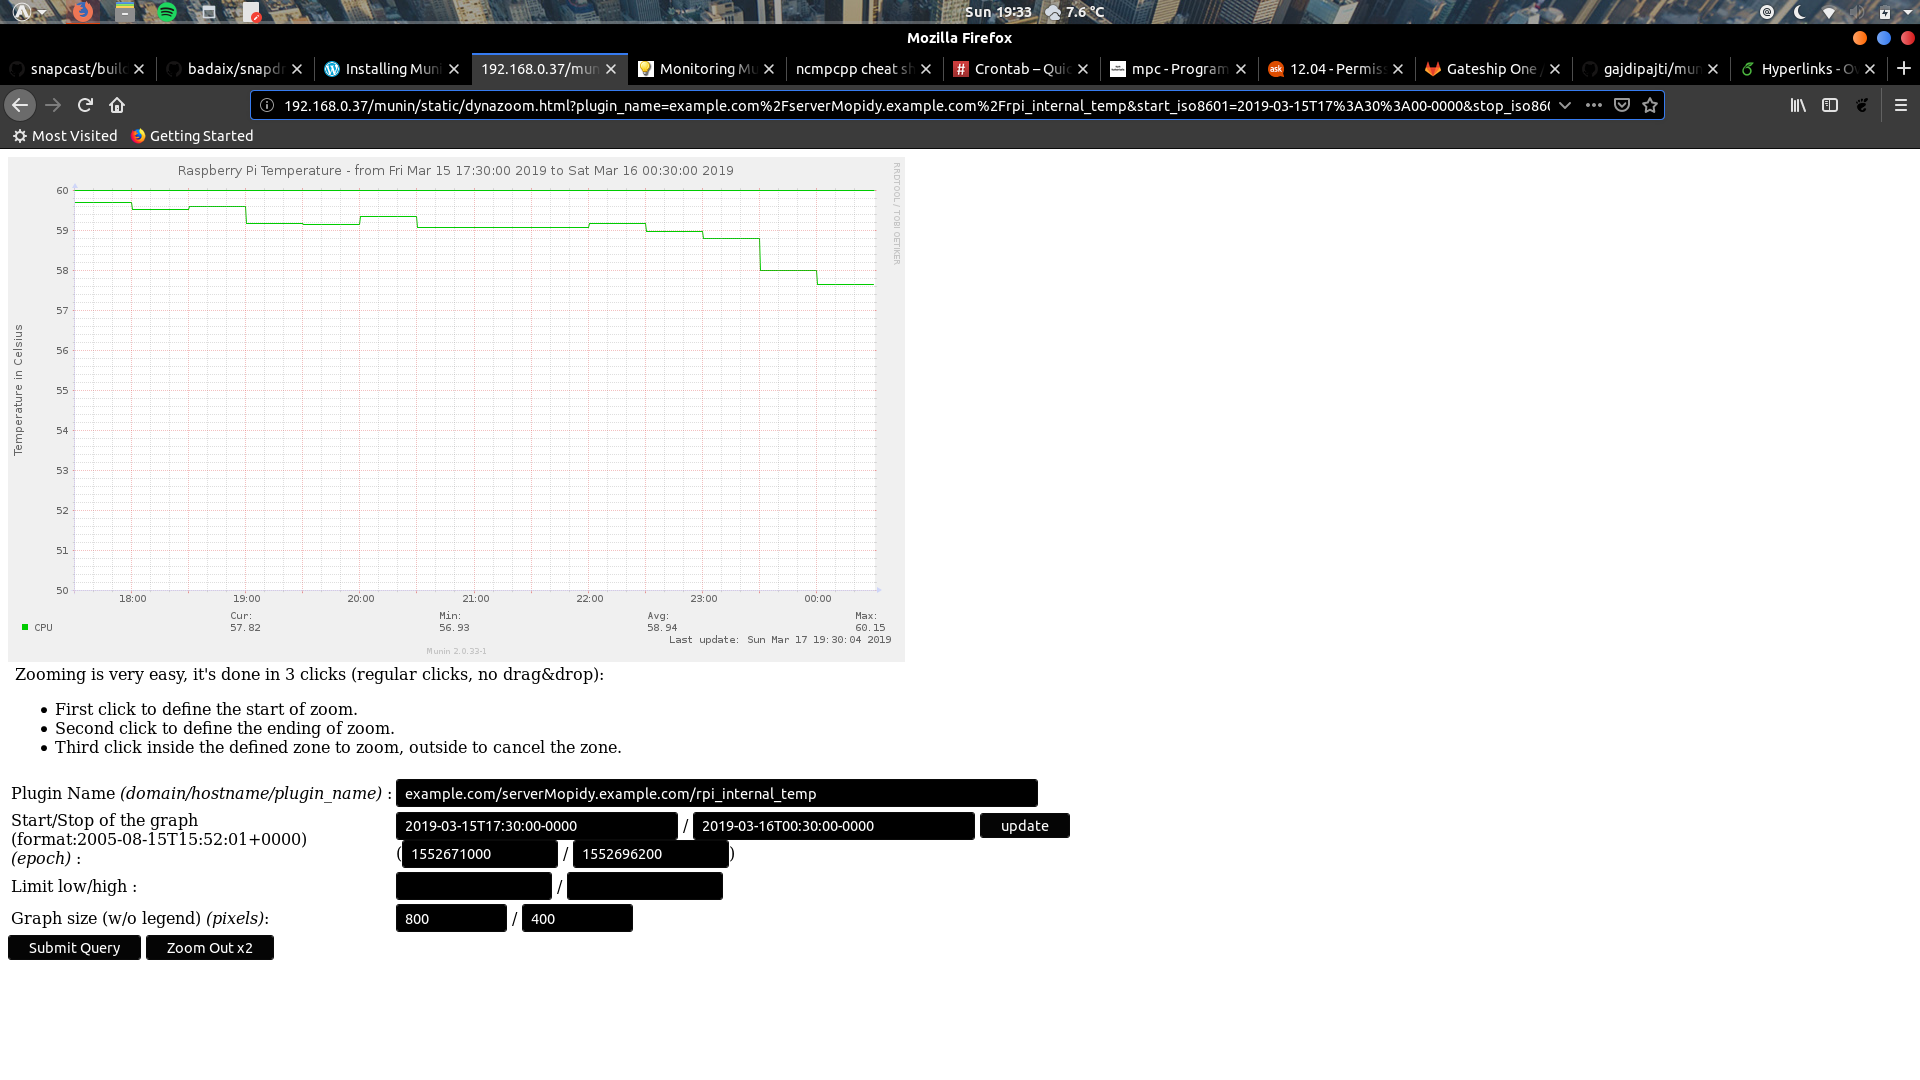 Sun 19:33 7.6 °C
Mozilla Firefox
snapcast/build badaix/snapdr Installing Muni 192.168.0.37/mun Monitoring Mu ncmpcpp cheat sh Crontab – Quic mpc - Program 12.04 - Permiss Gateship One / gajdipajti/mun Hyperlinks - Ov
192.168.0.37/munin/static/dynazoom.html?plugin_name=example.com%2FserverMopidy.example.com%2Frpi_internal_temp&start_iso8601=2019-03-15T17%3A30%3A00-0000&stop_iso860
Most Visited Getting Started
Raspberry Pi Temperature - from Fri Mar 15 17:30:00 2019 to Sat Mar 16 00:30:00 2019
RRDTOOL / TOBI OETIKER
Temperature in Celsius
60
59
58
57
56
55
54
53
52
51
50
18:00 19:00 20:00 21:00 22:00 23:00 00:00
Cur: Min: Avg: Max:
CPU 57.82 56.93 58.94 60.15
Last update: Sun Mar 17 19:30:04 2019
Munin 2.0.33-1
Zooming is very easy, it's done in 3 clicks (regular clicks, no drag&drop):
• First click to define the start of zoom.
• Second click to define the ending of zoom.
• Third click inside the defined zone to zoom, outside to cancel the zone.
Plugin Name (domain/hostname/plugin_name) : example.com/serverMopidy.example.com/rpi_internal_temp
Start/Stop of the graph
(format:2005-08-15T15:52:01+0000)
(epoch) :
2019-03-15T17:30:00-0000 / 2019-03-16T00:30:00-0000 update
(1552671000 / 1552696200)
Limit low/high : /
Graph size (w/o legend) (pixels): 800 / 400
Submit Query Zoom Out x2